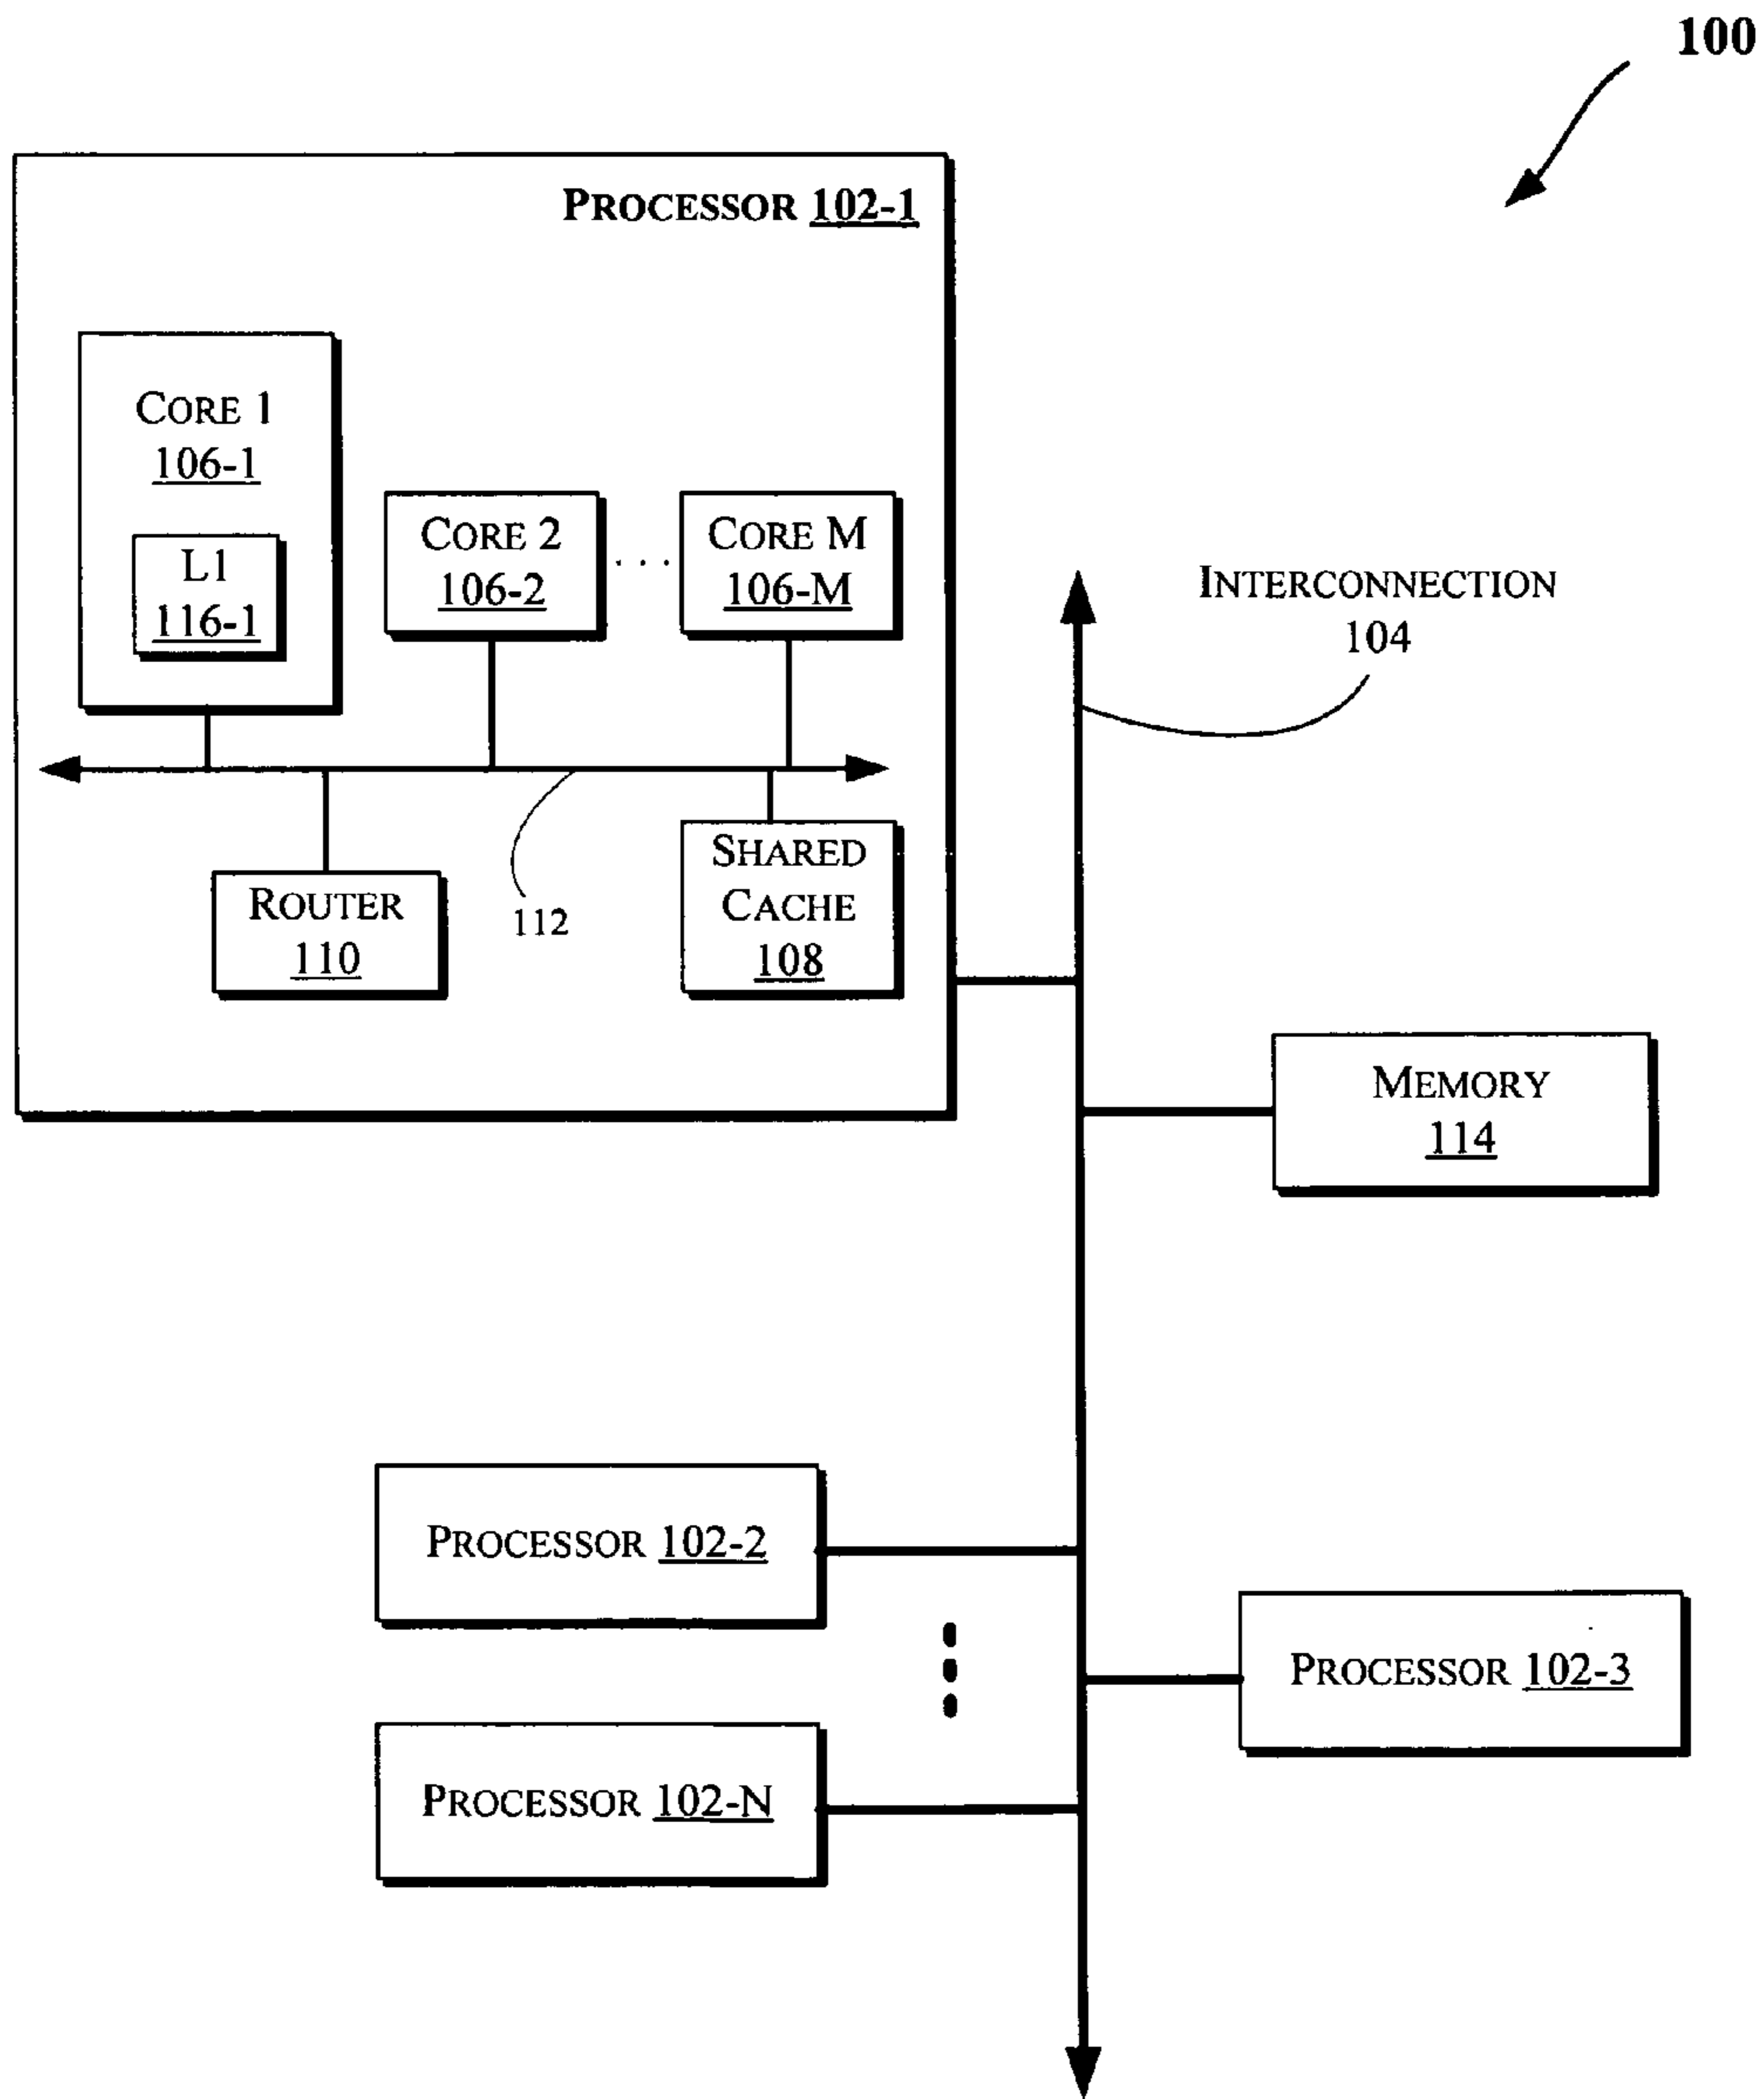 100
PROCESSOR 102-1
CORE 1
106-1
L1
116-1
CORE 2
106-2
. . .
CORE M
106-M
ROUTER
110
112
SHARED
CACHE
108
INTERCONNECTION
104
MEMORY
114
PROCESSOR 102-2
PROCESSOR 102-3
PROCESSOR 102-N